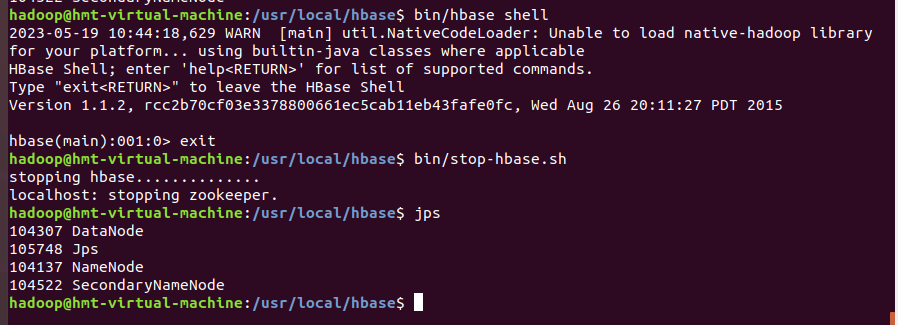 hadoop@hmt-virtual-machine:/usr/local/hbase$ bin/hbase shell
2023-05-19 10:44:18,629 WARN  [main] util.NativeCodeLoader: Unable to load native-hadoop library
for your platform... using builtin-java classes where applicable
HBase Shell; enter 'help<RETURN>' for list of supported commands.
Type "exit<RETURN>" to leave the HBase Shell
Version 1.1.2, rcc2b70cf03e3378800661ec5cab11eb43fafe0fc, Wed Aug 26 20:11:27 PDT 2015

hbase(main):001:0> exit
hadoop@hmt-virtual-machine:/usr/local/hbase$ bin/stop-hbase.sh
stopping hbase..............
localhost: stopping zookeeper.
hadoop@hmt-virtual-machine:/usr/local/hbase$ jps
104307 DataNode
105748 Jps
104137 NameNode
104522 SecondaryNameNode
hadoop@hmt-virtual-machine:/usr/local/hbase$